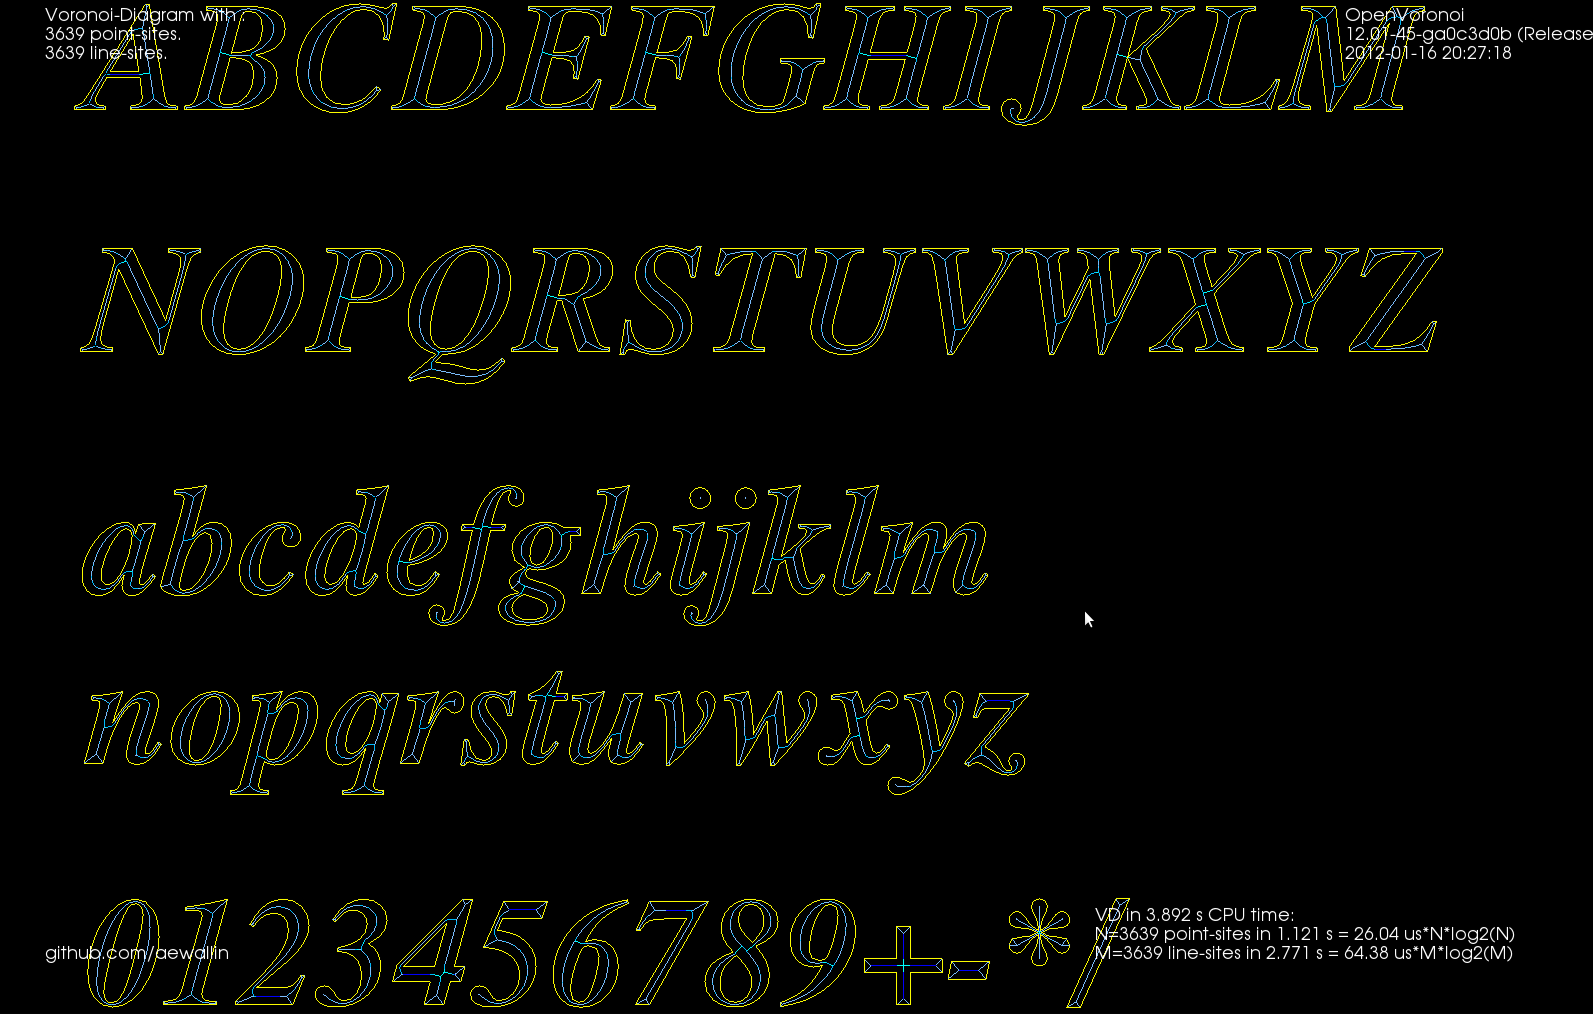 Voronoi-Diagram with :
3639 point-sites.
3639 line-sites.
OpenVoronoi
12.01-45-ga0c3d0b (Release
2012-01-16 20:27:18
ABCDEFGHIJKLM
NOPQRSTUVWXYZ
abcdefghijklm
nopqrstuvwxyz
0123456789+-*/
github.com/aewallin
VD in 3.892 s CPU time:
N=3639 point-sites in 1.121 s = 26.04 us*N*log2(N)
M=3639 line-sites in 2.771 s = 64.38 us*M*log2(M)